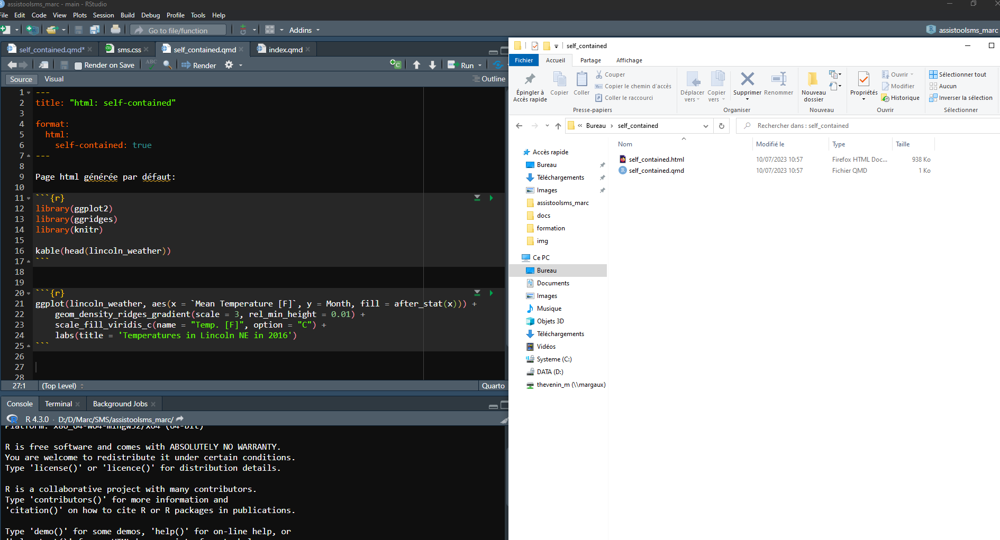 assistoolsms_marc - main - RStudio
File Edit Code View Plots Session Build Debug Profile Tools Help
Go to file/function
Addins
assistoolsms_marc
self_contained.qmd*
sms.css
self_contained.qmd
index.qmd
Render on Save
ABC
Render
Run
Source
Visual
Outline
1 ---
2 title: "html: self-contained"
3
4 format:
5 html:
6 self-contained: true
7 ---
8
9 Page html générée par défaut:
10
11 ```{r}
12 library(ggplot2)
13 library(ggridges)
14 library(knitr)
15
16 kable(head(lincoln_weather))
17 ```
18
19
20 ```{r}
21 ggplot(lincoln_weather, aes(x = `Mean Temperature [F]`, y = Month, fill = after_stat(x))) +
22 geom_density_ridges_gradient(scale = 3, rel_min_height = 0.01) +
23 scale_fill_viridis_c(name = "Temp. [F]", option = "C") +
24 labs(title = 'Temperatures in Lincoln NE in 2016')
25 ```
26
27
28
27:1
(Top Level)
Quarto
Console
Terminal
Background Jobs
R 4.3.0 · D:/D/Marc/SMS/assistoolsms_marc/
Platform: x86_64-w64-mingw32/x64 (64-bit)
R is free software and comes with ABSOLUTELY NO WARRANTY.
You are welcome to redistribute it under certain conditions.
Type 'license()' or 'licence()' for distribution details.
R is a collaborative project with many contributors.
Type 'contributors()' for more information and
'citation()' on how to cite R or R packages in publications.
Type 'demo()' for some demos, 'help()' for on-line help, or
self_contained
Fichier
Accueil
Partage
Affichage
Épingler à
Accès rapide
Copier
Coller
Couper
Copier le chemin d'accès
Coller le raccourci
Presse-papiers
Déplacer
vers
Copier
vers
Supprimer
Renommer
Organiser
Nouveau
dossier
Nouveau
Propriétés
Ouvrir
Modifier
Historique
Ouvrir
Sélectionner tout
Aucun
Inverser la sélection
Sélectionner
« Bureau > self_contained
Rechercher dans : self_contained
Nom
Modifié le
Type
Taille
self_contained.html 10/07/2023 10:57 Firefox HTML Doc... 938 Ko
self_contained.qmd 10/07/2023 10:57 Fichier QMD 1 Ko
Accès rapide
Bureau
Téléchargements
Images
assistoolsms_marc
docs
formation
img
Ce PC
Bureau
Documents
Images
Musique
Objets 3D
Téléchargements
Vidéos
Systeme (C:)
DATA (D:)
thevenin_m (\\margaux)